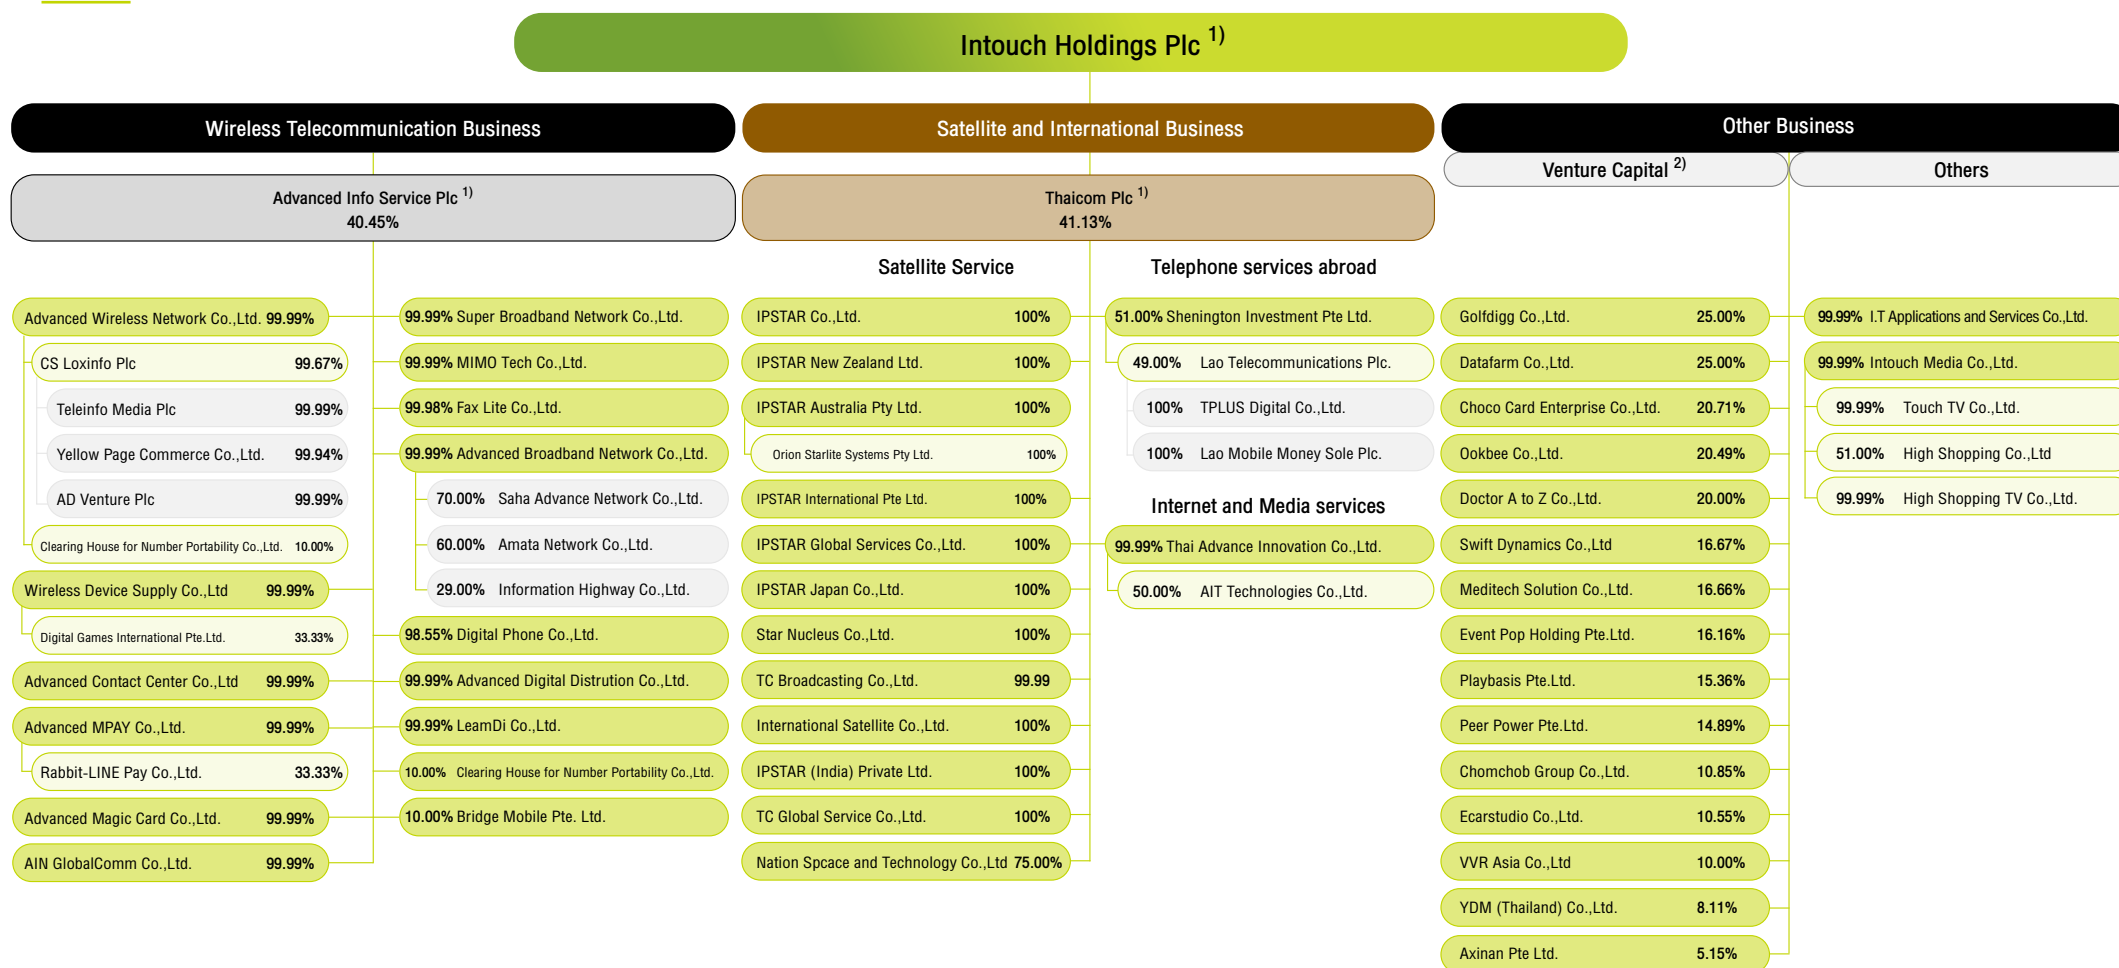 Intouch Holdings Plc 1)
Wireless Telecommunication Business
Advanced Info Service Plc 1)
40.45%
Advanced Wireless Network Co.,Ltd. 99.99%
CS Loxinfo Plc 99.67%
Teleinfo Media Plc 99.99%
Yellow Page Commerce Co.,Ltd. 99.94%
AD Venture Plc 99.99%
Clearing House for Number Portability Co.,Ltd. 10.00%
Wireless Device Supply Co.,Ltd 99.99%
Digital Games International Pte.Ltd. 33.33%
Advanced Contact Center Co.,Ltd 99.99%
Advanced MPAY Co.,Ltd. 99.99%
Rabbit-LINE Pay Co.,Ltd. 33.33%
Advanced Magic Card Co.,Ltd. 99.99%
AIN GlobalComm Co.,Ltd. 99.99%
99.99% Super Broadband Network Co.,Ltd.
99.99% MIMO Tech Co.,Ltd.
99.98% Fax Lite Co.,Ltd.
99.99% Advanced Broadband Network Co.,Ltd.
70.00% Saha Advance Network Co.,Ltd.
60.00% Amata Network Co.,Ltd.
29.00% Information Highway Co.,Ltd.
98.55% Digital Phone Co.,Ltd.
99.99% Advanced Digital Distrution Co.,Ltd.
99.99% LearnDi Co.,Ltd.
10.00% Clearing House for Number Portability Co.,Ltd.
10.00% Bridge Mobile Pte. Ltd.
Satellite and International Business
Thaicom Plc 1)
41.13%
Satellite Service
IPSTAR Co.,Ltd. 100%
IPSTAR New Zealand Ltd. 100%
IPSTAR Australia Pty Ltd. 100%
Orion Starlite Systems Pty Ltd. 100%
IPSTAR International Pte Ltd. 100%
IPSTAR Global Services Co.,Ltd. 100%
IPSTAR Japan Co.,Ltd. 100%
Star Nucleus Co.,Ltd. 100%
TC Broadcasting Co.,Ltd. 99.99
International Satellite Co.,Ltd. 100%
IPSTAR (India) Private Ltd. 100%
TC Global Service Co.,Ltd. 100%
Nation Spcace and Technology Co.,Ltd 75.00%
Telephone services abroad
51.00% Shenington Investment Pte Ltd.
49.00% Lao Telecommunications Plc.
100% TPLUS Digital Co.,Ltd.
100% Lao Mobile Money Sole Plc.
Internet and Media services
99.99% Thai Advance Innovation Co.,Ltd.
50.00% AIT Technologies Co.,Ltd.
Other Business
Venture Capital 2)
Golfdigg Co.,Ltd. 25.00%
Datafarm Co.,Ltd. 25.00%
Choco Card Enterprise Co.,Ltd. 20.71%
Ookbee Co.,Ltd. 20.49%
Doctor A to Z Co.,Ltd. 20.00%
Swift Dynamics Co.,Ltd 16.67%
Meditech Solution Co.,Ltd. 16.66%
Event Pop Holding Pte.Ltd. 16.16%
Playbasis Pte.Ltd. 15.36%
Peer Power Pte.Ltd. 14.89%
Chomchob Group Co.,Ltd. 10.85%
Ecarstudio Co.,Ltd. 10.55%
VVR Asia Co.,Ltd 10.00%
YDM (Thailand) Co.,Ltd. 8.11%
Axinan Pte Ltd. 5.15%
Others
99.99% I.T Applications and Services Co.,Ltd.
99.99% Intouch Media Co.,Ltd.
99.99% Touch TV Co.,Ltd.
51.00% High Shopping Co.,Ltd
99.99% High Shopping TV Co.,Ltd.